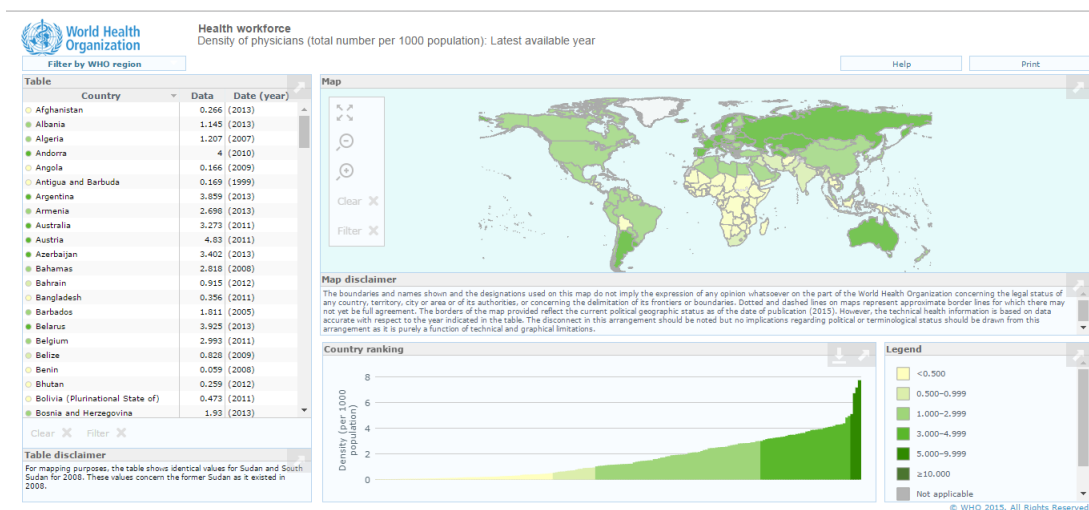 World Health
Organization
Health workforce
Density of physicians (total number per 1000 population): Latest available year
Filter by WHO region
Help
Print
Table
Country Data Date (year)
Afghanistan 0.266 (2013)
Albania 1.145 (2013)
Algeria 1.207 (2007)
Andorra 4 (2010)
Angola 0.166 (2009)
Antigua and Barbuda 0.169 (1999)
Argentina 3.859 (2013)
Armenia 2.698 (2013)
Australia 3.273 (2011)
Austria 4.83 (2011)
Azerbaijan 3.402 (2013)
Bahamas 2.818 (2008)
Bahrain 0.915 (2012)
Bangladesh 0.356 (2011)
Barbados 1.811 (2005)
Belarus 3.925 (2013)
Belgium 2.993 (2011)
Belize 0.828 (2009)
Benin 0.059 (2008)
Bhutan 0.259 (2012)
Bolivia (Plurinational State of) 0.473 (2011)
Bosnia and Herzegovina 1.93 (2013)
Clear Filter
Table disclaimer
For mapping purposes, the table shows identical values for Sudan and South
Sudan for 2008. These values concern the former Sudan as it existed in
2008.
Map
Clear
Filter
Map disclaimer
The boundaries and names shown and the designations used on this map do not imply the expression of any opinion whatsoever on the part of the World Health Organization concerning the legal status of
any country, territory, city or area or of its authorities, or concerning the delimitation of its frontiers or boundaries. Dotted and dashed lines on maps represent approximate border lines for which there may
not yet be full agreement. The borders of the map provided reflect the current political geographic status as of the date of publication (2015). However, the technical health information is based on data
accurate with respect to the year indicated in the table. The disconnect in this arrangement should be noted but no implications regarding political or terminological status should be drawn from this
arrangement as it is purely a function of technical and graphical limitations.
Country ranking
Density (per 1000
population)
8
6
4
2
0
Legend
<0.500
0.500–0.999
1.000–2.999
3.000–4.999
5.000–9.999
≥10.000
Not applicable
© WHO 2015. All Rights Reserved